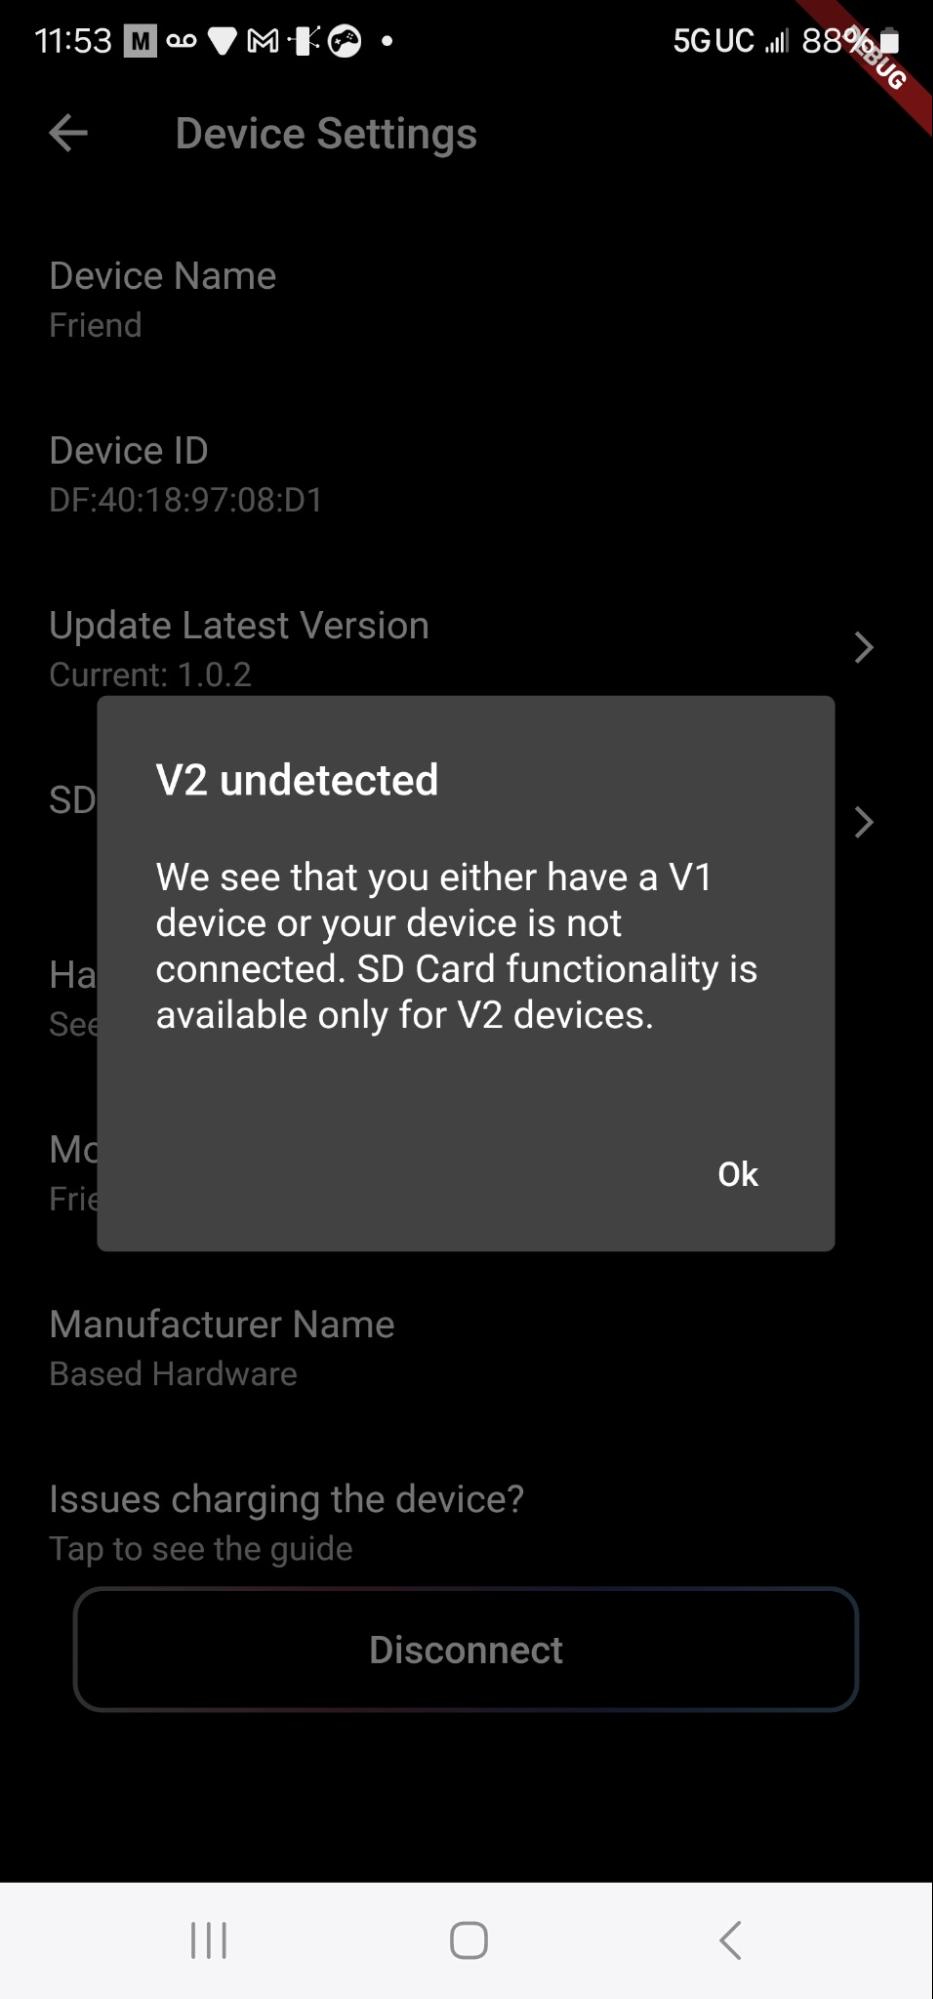 11:53 M 5G UC 88%
DEBUG
Device Settings
Device Name
Friend
Device ID
DF:40:18:97:08:D1
Update Latest Version
Current: 1.0.2
SD
V2 undetected
We see that you either have a V1
device or your device is not
connected. SD Card functionality is
available only for V2 devices.
Ha
See
Mo
Frie
Ok
Manufacturer Name
Based Hardware
Issues charging the device?
Tap to see the guide
Disconnect